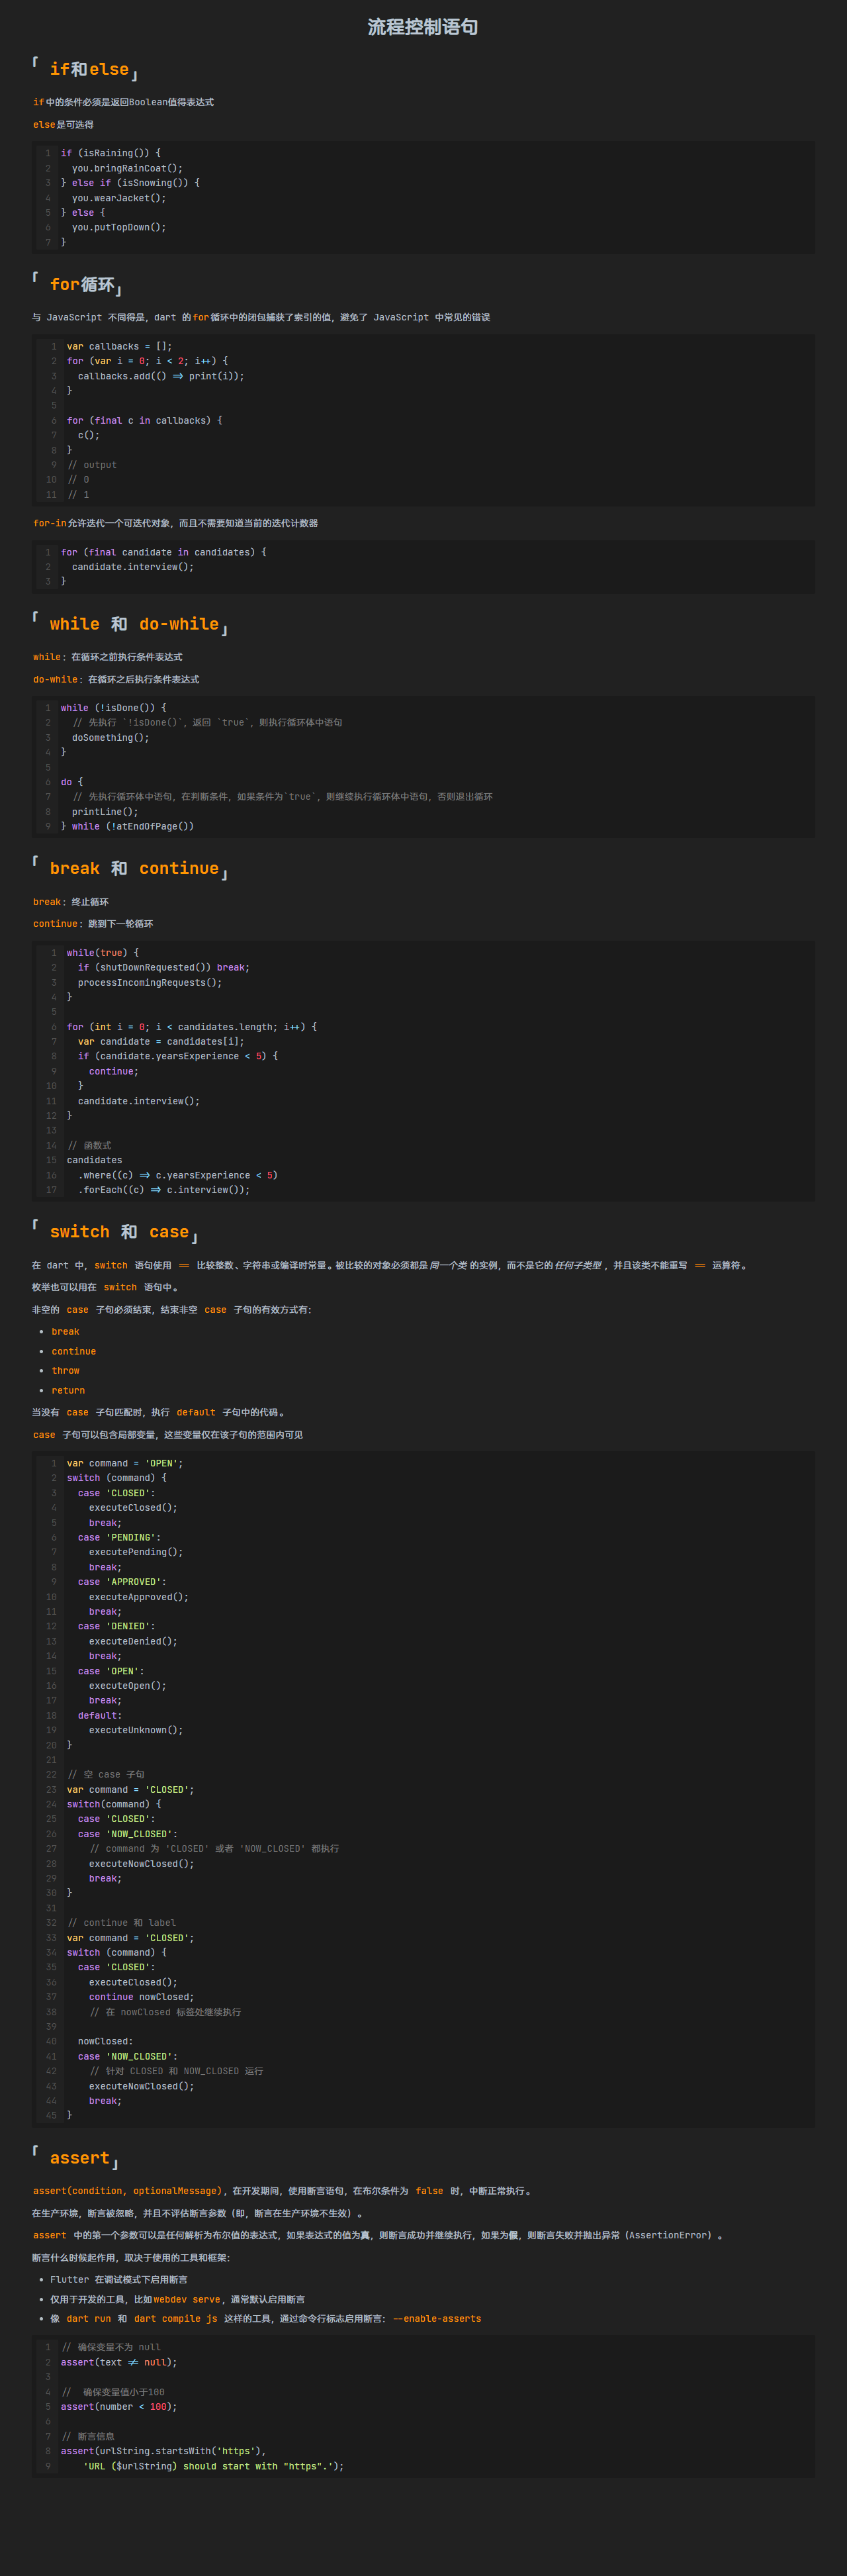 流程控制语句
「 if和else」
if中的条件必须是返回Boolean值得表达式
else是可选得
1 if (isRaining()) {
2   you.bringRainCoat();
3 } else if (isSnowing()) {
4   you.wearJacket();
5 } else {
6   you.putTopDown();
7 }
「 for循环」
与 JavaScript 不同得是，dart 的for循环中的闭包捕获了索引的值，避免了 JavaScript 中常见的错误
1 var callbacks = [];
2 for (var i = 0; i < 2; i++) {
3   callbacks.add(() => print(i));
4 }
5
6 for (final c in callbacks) {
7   c();
8 }
9 // output
10 // 0
11 // 1
for-in允许迭代一个可迭代对象，而且不需要知道当前的迭代计数器
1 for (final candidate in candidates) {
2   candidate.interview();
3 }
「 while 和 do-while」
while：在循环之前执行条件表达式
do-while：在循环之后执行条件表达式
1 while (!isDone()) {
2   // 先执行 `!isDone()`，返回 `true`，则执行循环体中语句
3   doSomething();
4 }
5
6 do {
7   // 先执行循环体中语句，在判断条件，如果条件为`true`，则继续执行循环体中语句，否则退出循环
8   printLine();
9 } while (!atEndOfPage())
「 break 和 continue」
break：终止循环
continue：跳到下一轮循环
1 while(true) {
2   if (shutDownRequested()) break;
3   processIncomingRequests();
4 }
5
6 for (int i = 0; i < candidates.length; i++) {
7   var candidate = candidates[i];
8   if (candidate.yearsExperience < 5) {
9     continue;
10   }
11   candidate.interview();
12 }
13
14 // 函数式
15 candidates
16   .where((c) => c.yearsExperience < 5)
17   .forEach((c) => c.interview());
「 switch 和 case」
在 dart 中，switch 语句使用 == 比较整数、字符串或编译时常量。被比较的对象必须都是同一个类 的实例，而不是它的任何子类型 ，并且该类不能重写 == 运算符。
枚举也可以用在 switch 语句中。
非空的 case 子句必须结束，结束非空 case 子句的有效方式有：
• break
• continue
• throw
• return
当没有 case 子句匹配时，执行 default 子句中的代码。
case 子句可以包含局部变量，这些变量仅在该子句的范围内可见
1 var command = 'OPEN';
2 switch (command) {
3   case 'CLOSED':
4     executeClosed();
5     break;
6   case 'PENDING':
7     executePending();
8     break;
9   case 'APPROVED':
10     executeApproved();
11     break;
12   case 'DENIED':
13     executeDenied();
14     break;
15   case 'OPEN':
16     executeOpen();
17     break;
18   default:
19     executeUnknown();
20 }
21
22 // 空 case 子句
23 var command = 'CLOSED';
24 switch(command) {
25   case 'CLOSED':
26   case 'NOW_CLOSED':
27     // command 为 'CLOSED' 或者 'NOW_CLOSED' 都执行
28     executeNowClosed();
29     break;
30 }
31
32 // continue 和 label
33 var command = 'CLOSED';
34 switch (command) {
35   case 'CLOSED':
36     executeClosed();
37     continue nowClosed;
38     // 在 nowClosed 标签处继续执行
39
40   nowClosed:
41   case 'NOW_CLOSED':
42     // 针对 CLOSED 和 NOW_CLOSED 运行
43     executeNowClosed();
44     break;
45 }
「 assert」
assert(condition, optionalMessage)，在开发期间，使用断言语句，在布尔条件为 false 时，中断正常执行。
在生产环境，断言被忽略，并且不评估断言参数（即，断言在生产环境不生效）。
assert 中的第一个参数可以是任何解析为布尔值的表达式，如果表达式的值为真，则断言成功并继续执行，如果为假，则断言失败并抛出异常（AssertionError）。
断言什么时候起作用，取决于使用的工具和框架：
• Flutter 在调试模式下启用断言
• 仅用于开发的工具，比如webdev serve，通常默认启用断言
• 像 dart run 和 dart compile js 这样的工具，通过命令行标志启用断言：--enable-asserts
1 // 确保变量不为 null
2 assert(text != null);
3
4 //  确保变量值小于100
5 assert(number < 100);
6
7 // 断言信息
8 assert(urlString.startsWith('https'),
9     'URL ($urlString) should start with "https".');